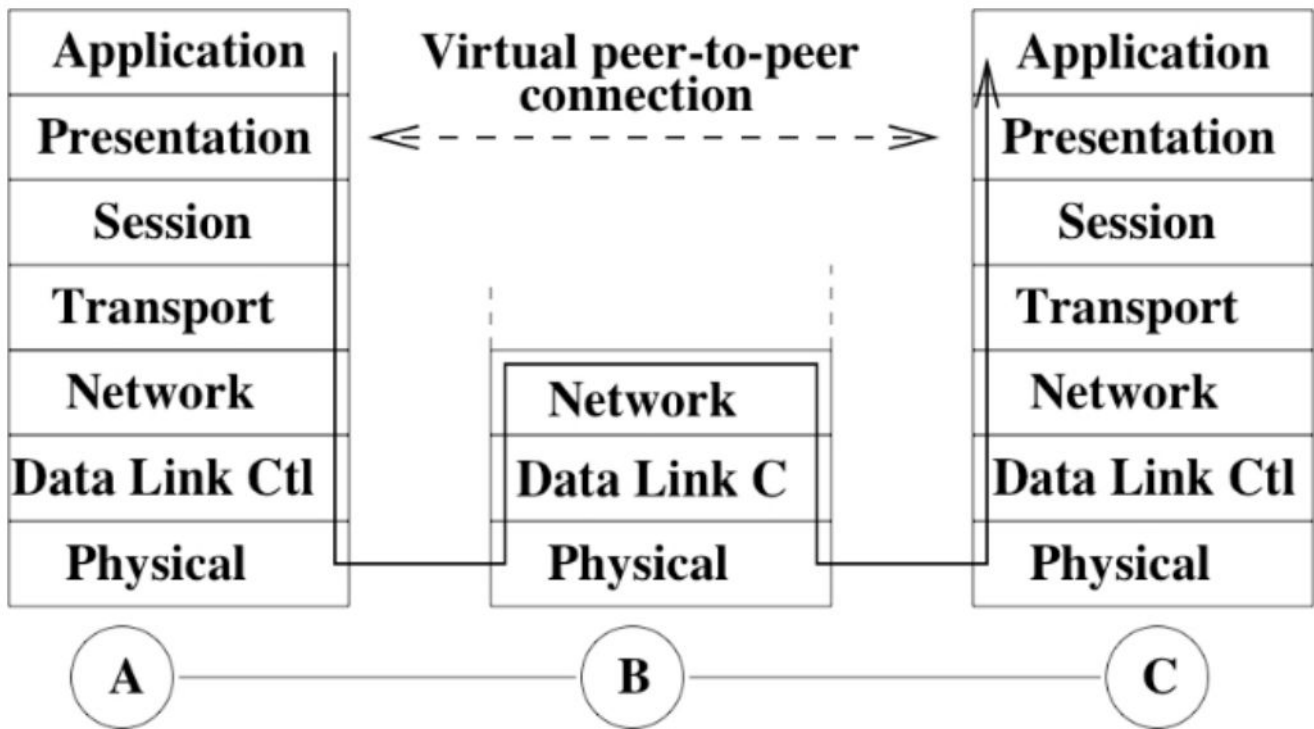 Application
Presentation
Session
Transport
Network
Data Link Ctl
Physical
A
Virtual peer-to-peer
connection
Network
Data Link C
Physical
B
Application
Presentation
Session
Transport
Network
Data Link Ctl
Physical
C